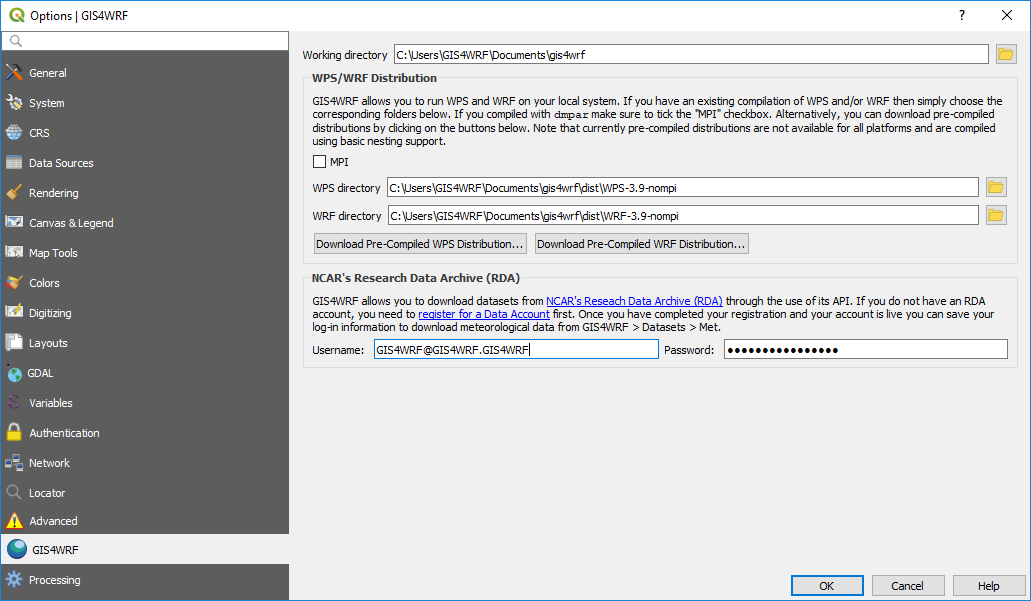 Options | GIS4WRF
?
General
System
CRS
Data Sources
Rendering
Canvas & Legend
Map Tools
Colors
Digitizing
Layouts
GDAL
Variables
Authentication
Network
Locator
Advanced
GIS4WRF
Processing
Working directory C:\Users\GIS4WRF\Documents\gis4wrf
WPS/WRF Distribution
GIS4WRF allows you to run WPS and WRF on your local system. If you have an existing compilation of WPS and/or WRF then simply choose the
corresponding folders below. If you compiled with dmpar make sure to tick the "MPI" checkbox. Alternatively, you can download pre-compiled
distributions by clicking on the buttons below. Note that currently pre-compiled distributions are not available for all platforms and are compiled
using basic nesting support.
MPI
WPS directory C:\Users\GIS4WRF\Documents\gis4wrf\dist\WPS-3.9-nompi
WRF directory C:\Users\GIS4WRF\Documents\gis4wrf\dist\WRF-3.9-nompi
Download Pre-Compiled WPS Distribution... Download Pre-Compiled WRF Distribution...
NCAR's Research Data Archive (RDA)
GIS4WRF allows you to download datasets from NCAR's Reseach Data Archive (RDA) through the use of its API. If you do not have an RDA
account, you need to register for a Data Account first. Once you have completed your registration and your account is live you can save your
log-in information to download meteorological data from GIS4WRF > Datasets > Met.
Username: GIS4WRF@GIS4WRF.GIS4WRF Password: ●●●●●●●●●●●●●●●●
OK Cancel Help